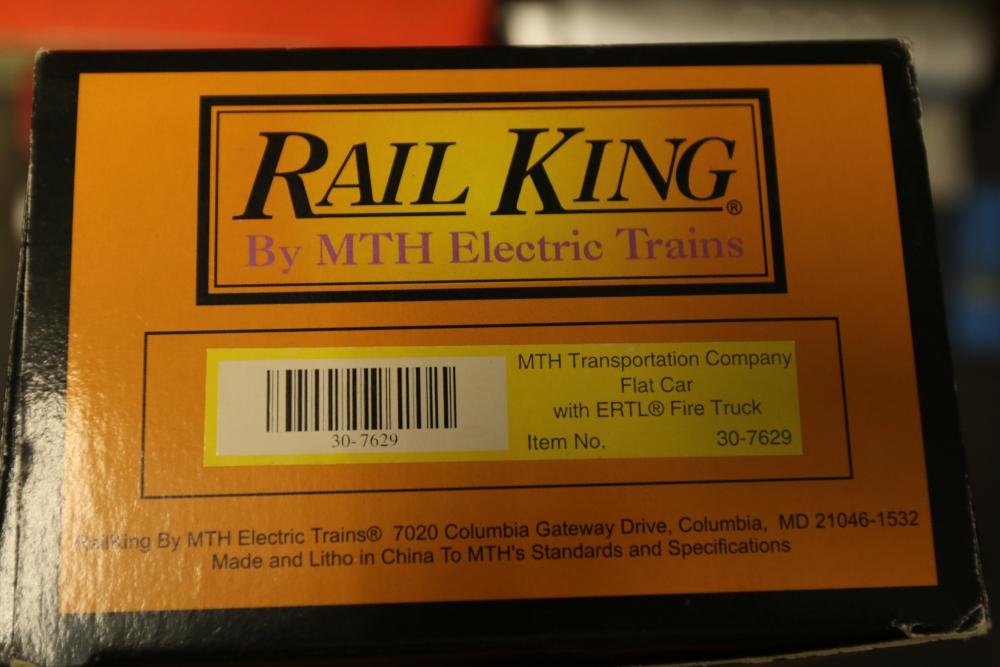 RAIL KING®
By MTH Electric Trains
MTH Transportation Company
Flat Car
with ERTL® Fire Truck
Item No. 30-7629
30-7629
RailKing By MTH Electric Trains® 7020 Columbia Gateway Drive, Columbia, MD 21046-1532
Made and Litho in China To MTH's Standards and Specifications